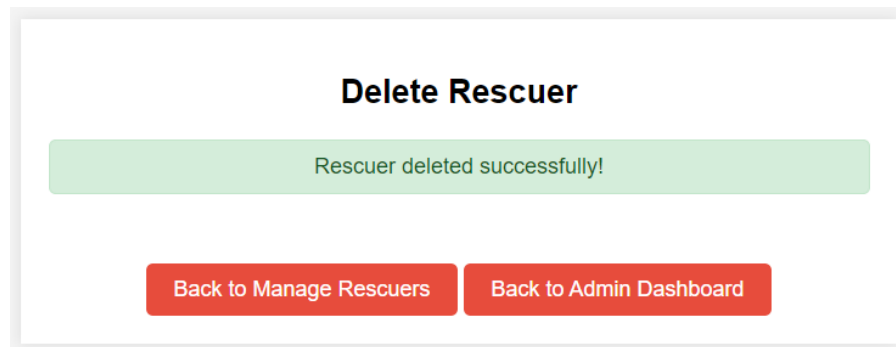 Delete Rescuer
Rescuer deleted successfully!
Back to Manage Rescuers
Back to Admin Dashboard